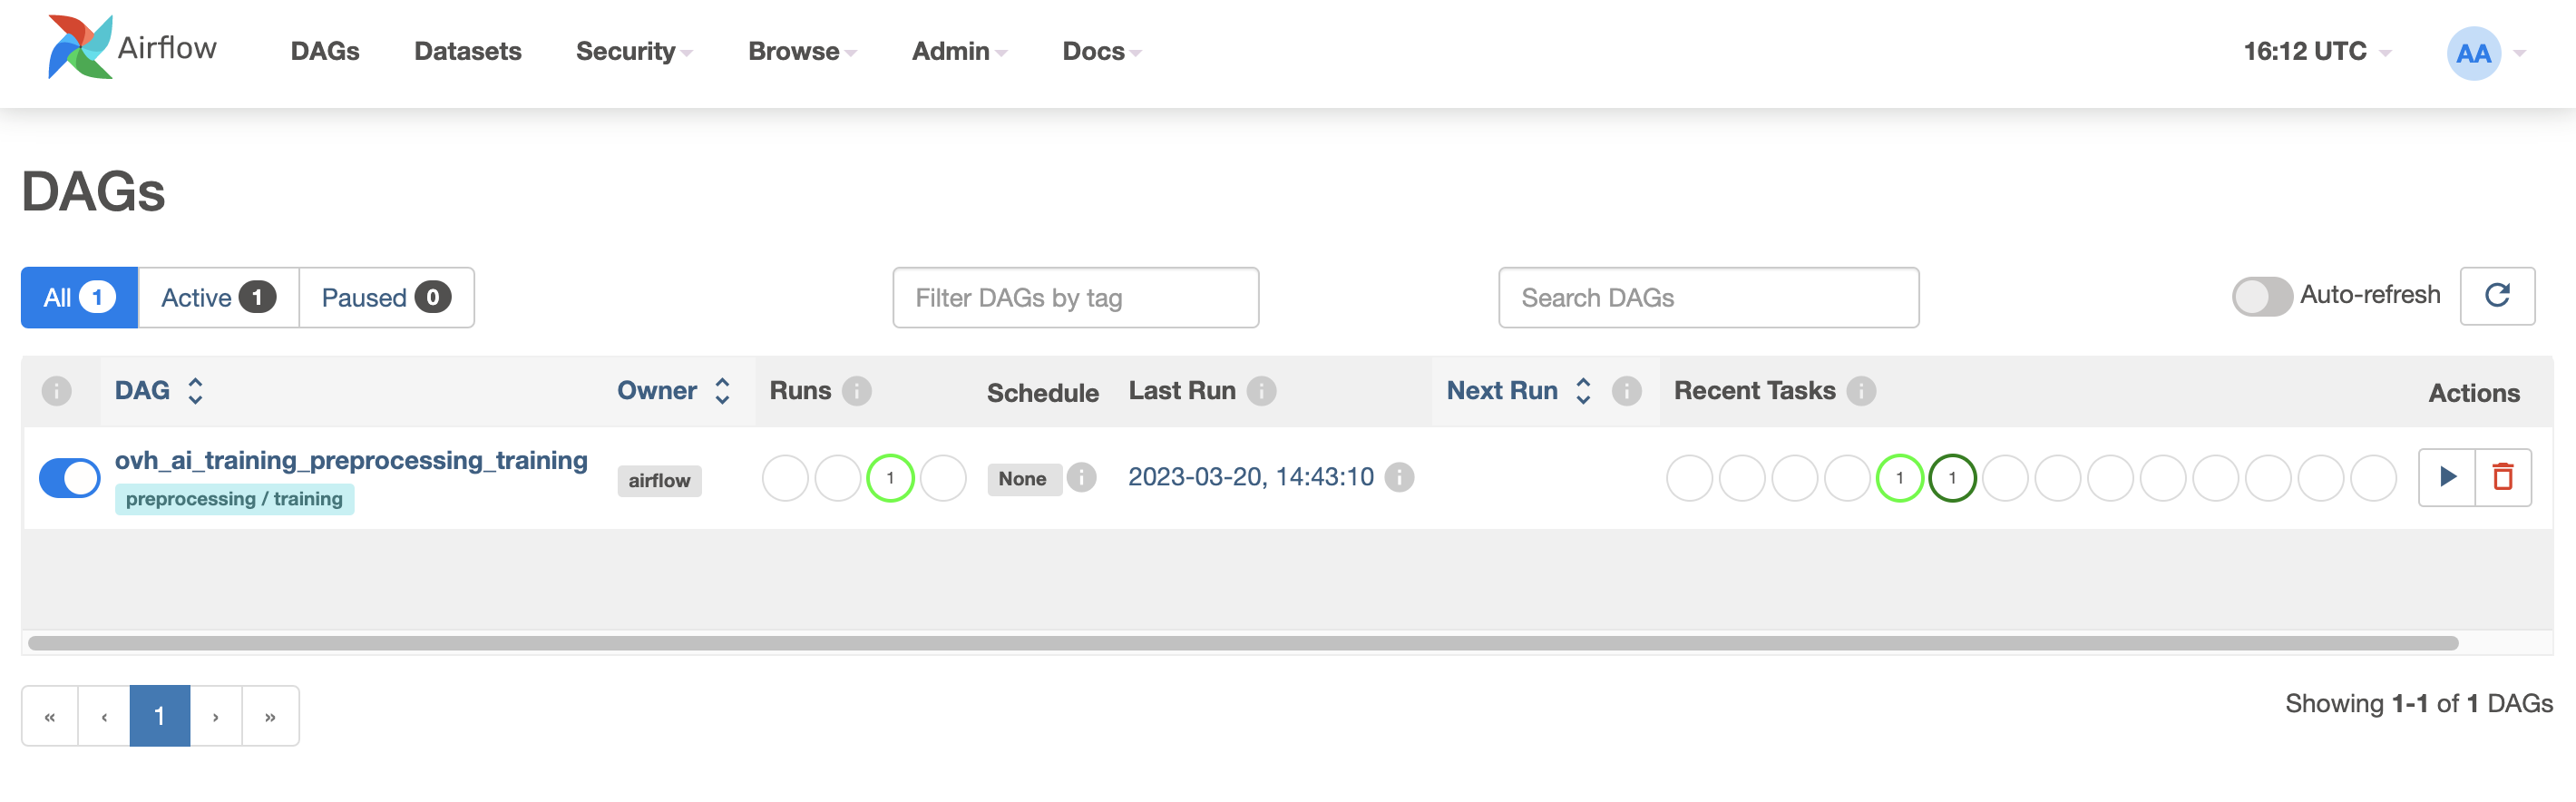 Airflow DAGs Datasets Security Browse Admin Docs 16:12 UTC AA
DAGs
All 1 Active 1 Paused 0 Filter DAGs by tag Search DAGs Auto-refresh
i DAG Owner Runs i Schedule Last Run i Next Run i Recent Tasks i Actions
ovh_ai_training_preprocessing_training airflow 1 None i 2023-03-20, 14:43:10 i 1 1
preprocessing / training
« ‹ 1 › » Showing 1-1 of 1 DAGs